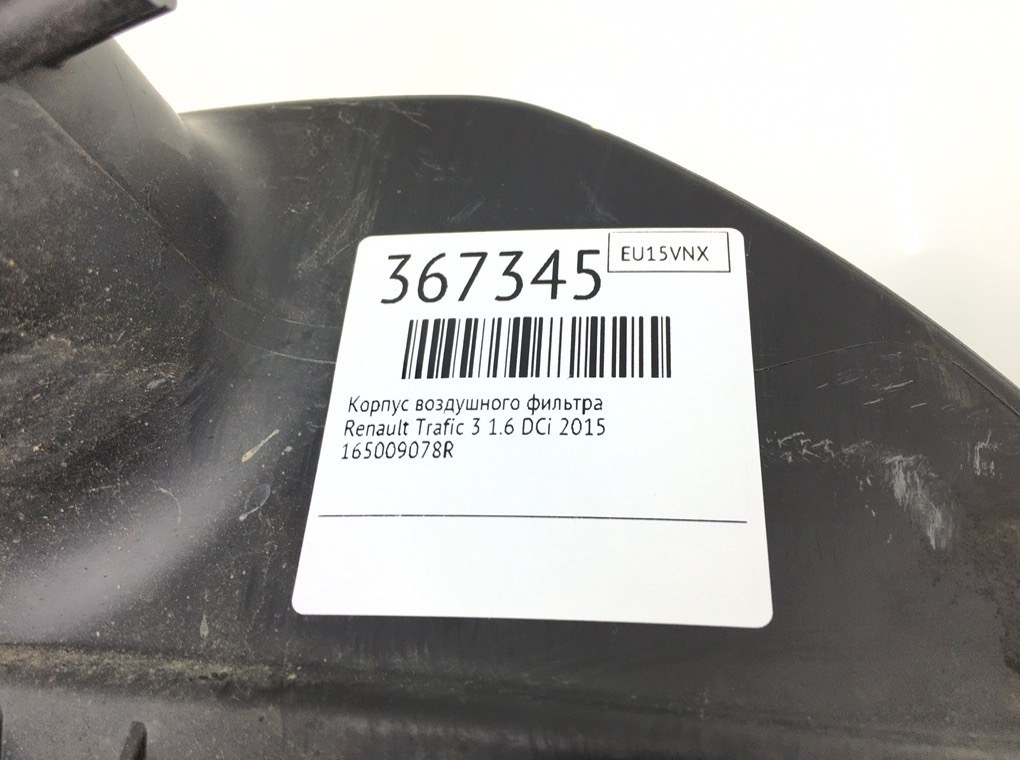 367345
EU15VNX
Корпус воздушного фильтра
Renault Trafic 3 1.6 DCi 2015
165009078R